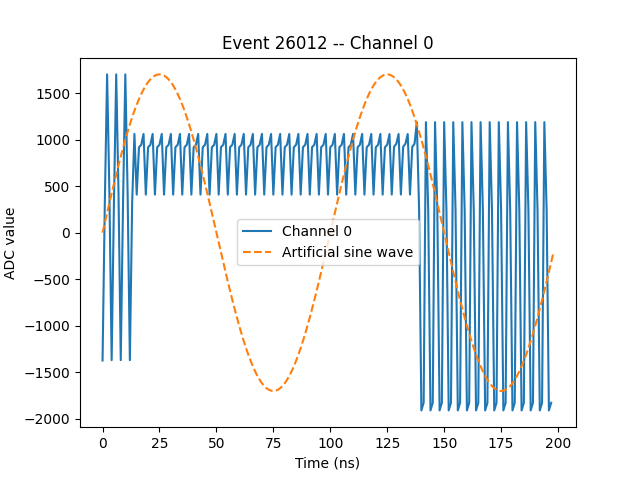 Event 26012 -- Channel 0
ADC value
1500
1000
500
0
−500
−1000
−1500
−2000
Channel 0
Artificial sine wave
0 25 50 75 100 125 150 175 200
Time (ns)